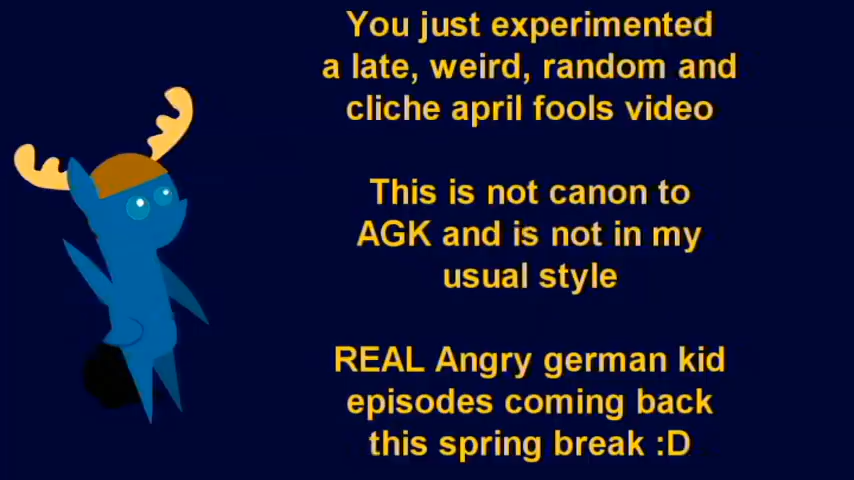 You just experimented
a late, weird, random and
cliche april fools video
This is not canon to
AGK and is not in my
usual style
REAL Angry german kid
episodes coming back
this spring break :D